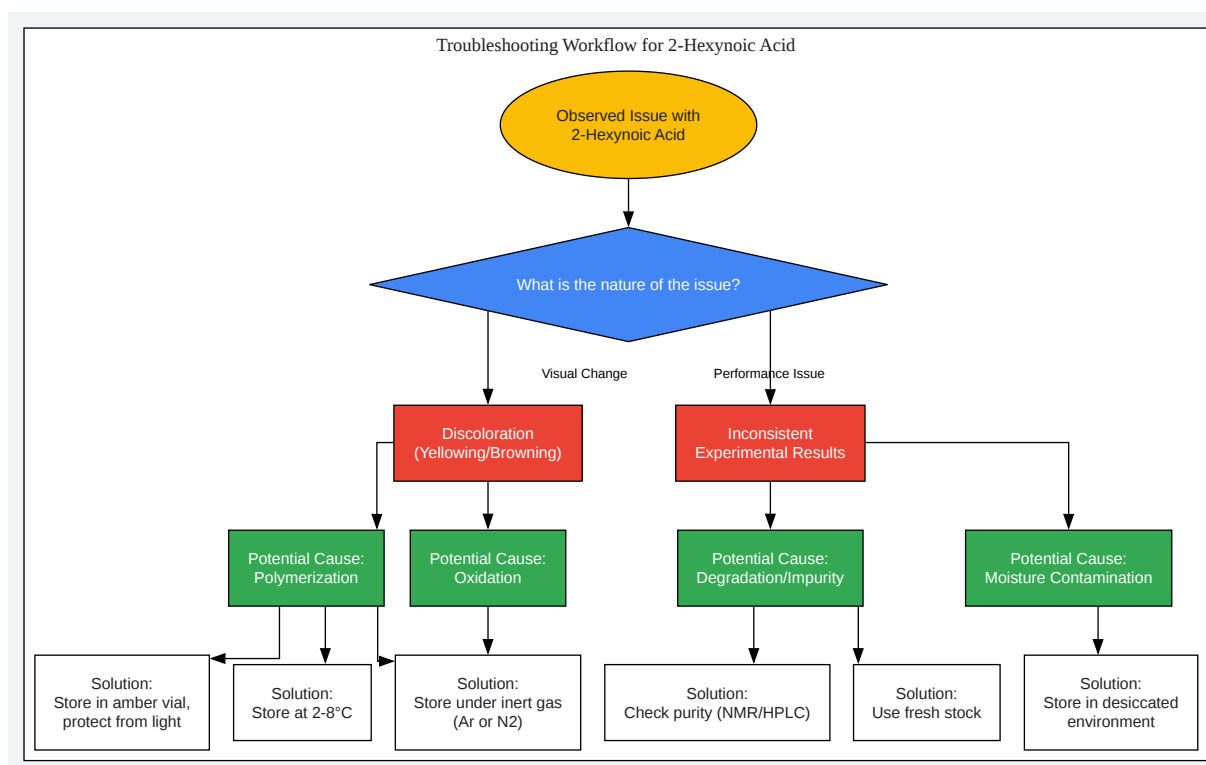 Troubleshooting Workflow for 2-Hexynoic Acid
Observed Issue with
2-Hexynoic Acid
What is the nature of the issue?
Visual Change
Performance Issue
Discoloration
(Yellowing/Browning)
Inconsistent
Experimental Results
Potential Cause:
Polymerization
Potential Cause:
Oxidation
Potential Cause:
Degradation/Impurity
Potential Cause:
Moisture Contamination
Solution:
Store in amber vial,
protect from light
Solution:
Store at 2-8°C
Solution:
Store under inert gas
(Ar or N2)
Solution:
Check purity (NMR/HPLC)
Solution:
Use fresh stock
Solution:
Store in desiccated
environment